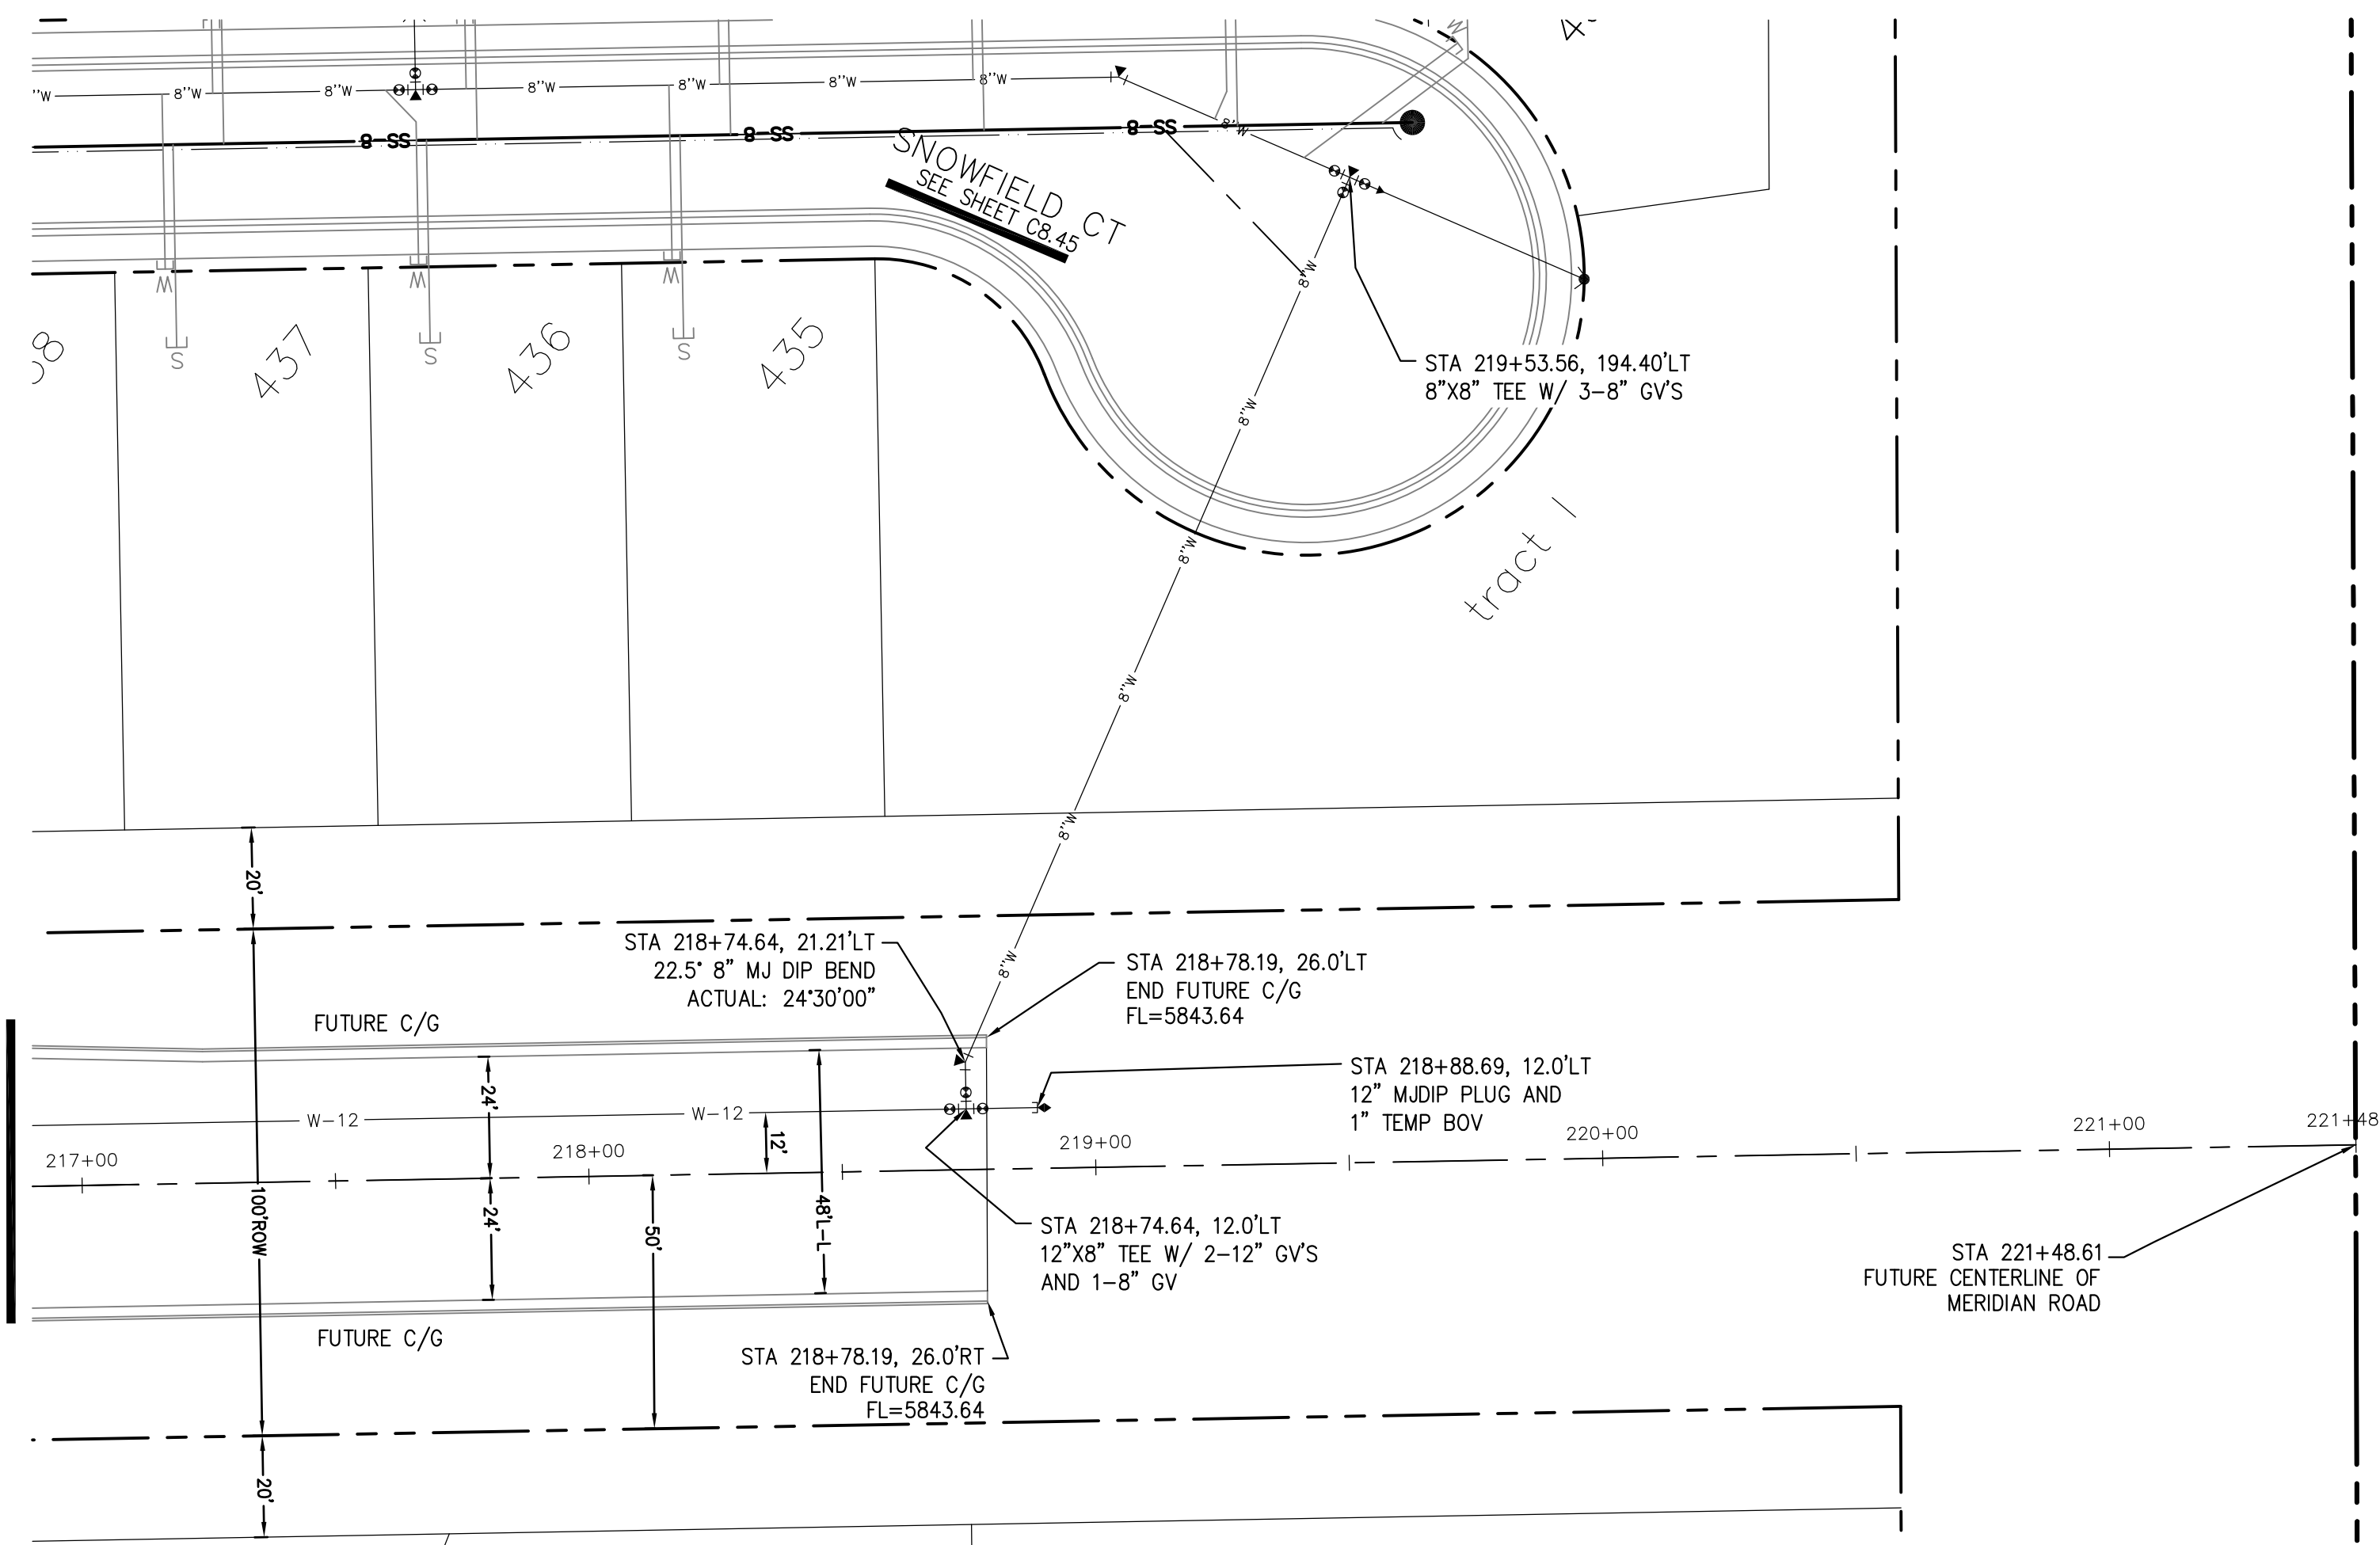 "W
8"W
8"W
8"W
8"W
8"W
8"W
8"W
8-SS
8-SS
8-SS
SNOWFIELD CT
SEE SHEET C8.45
W
W
W
W
S
S
S
437
436
435
8"W
STA 219+53.56, 194.40'LT
8"X8" TEE W/ 3-8" GV'S
8"W
8"W
tract I
8"W
8"W
20'
STA 218+74.64, 21.21'LT
22.5° 8" MJ DIP BEND
ACTUAL: 24°30'00"
8"W
STA 218+78.19, 26.0'LT
END FUTURE C/G
FL=5843.64
FUTURE C/G
24'
STA 218+88.69, 12.0'LT
12" MJDIP PLUG AND
1" TEMP BOV
W-12
W-12
12'
217+00
218+00
219+00
220+00
221+00
221+48
100'ROW
24'
50'
48'L-L
STA 218+74.64, 12.0'LT
12"X8" TEE W/ 2-12" GV'S
AND 1-8" GV
STA 221+48.61
FUTURE CENTERLINE OF
MERIDIAN ROAD
FUTURE C/G
STA 218+78.19, 26.0'RT
END FUTURE C/G
FL=5843.64
20'